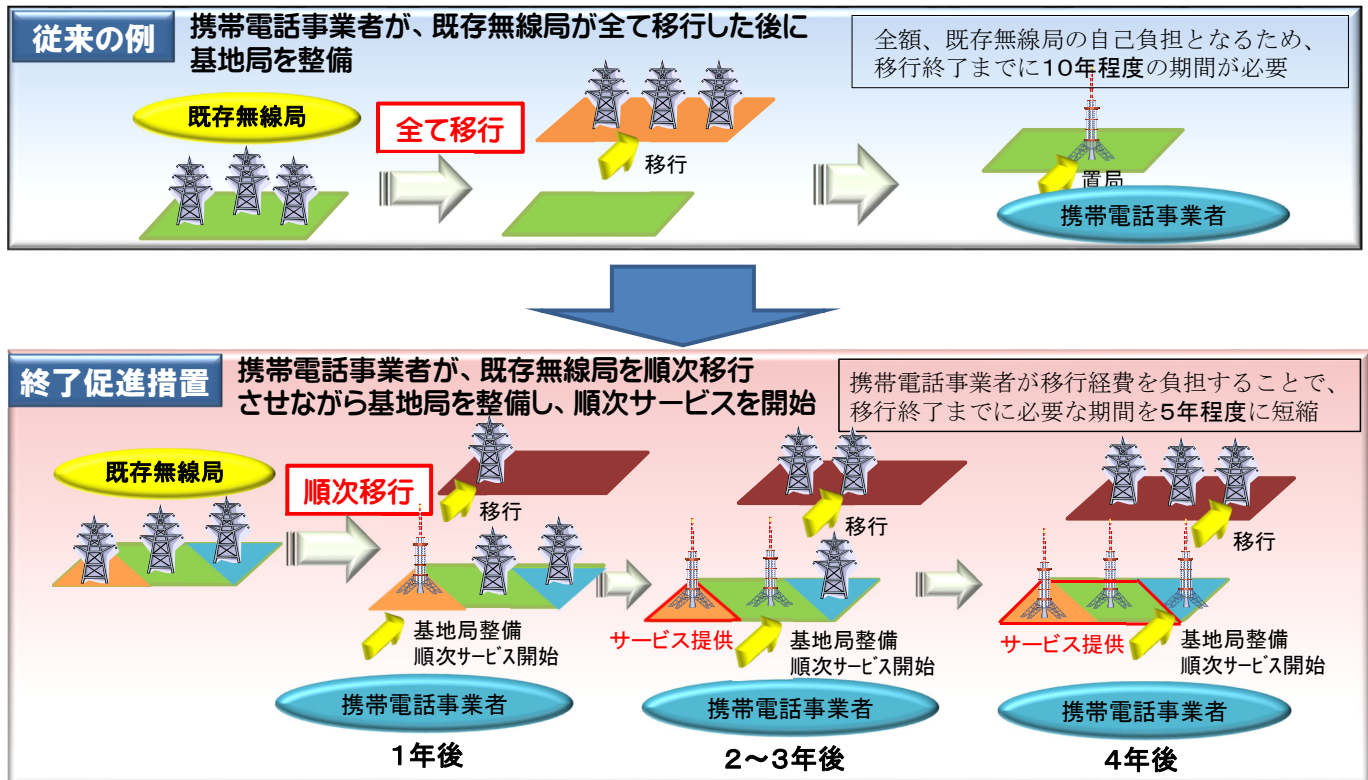 従来の例
携帯電話事業者が、既存無線局が全て移行した後に
基地局を整備
全額、既存無線局の自己負担となるため、
移行終了までに10年程度の期間が必要
既存無線局
全て移行
移行
置局
携帯電話事業者
終了促進措置
携帯電話事業者が、既存無線局を順次移行
させながら基地局を整備し、順次サービスを開始
携帯電話事業者が移行経費を負担することで、
移行終了までに必要な期間を5年程度に短縮
既存無線局
順次移行
移行
基地局整備
順次サービス開始
携帯電話事業者
1年後
移行
サービス提供
基地局整備
順次サービス開始
携帯電話事業者
2～3年後
移行
サービス提供
基地局整備
順次サービス開始
携帯電話事業者
4年後